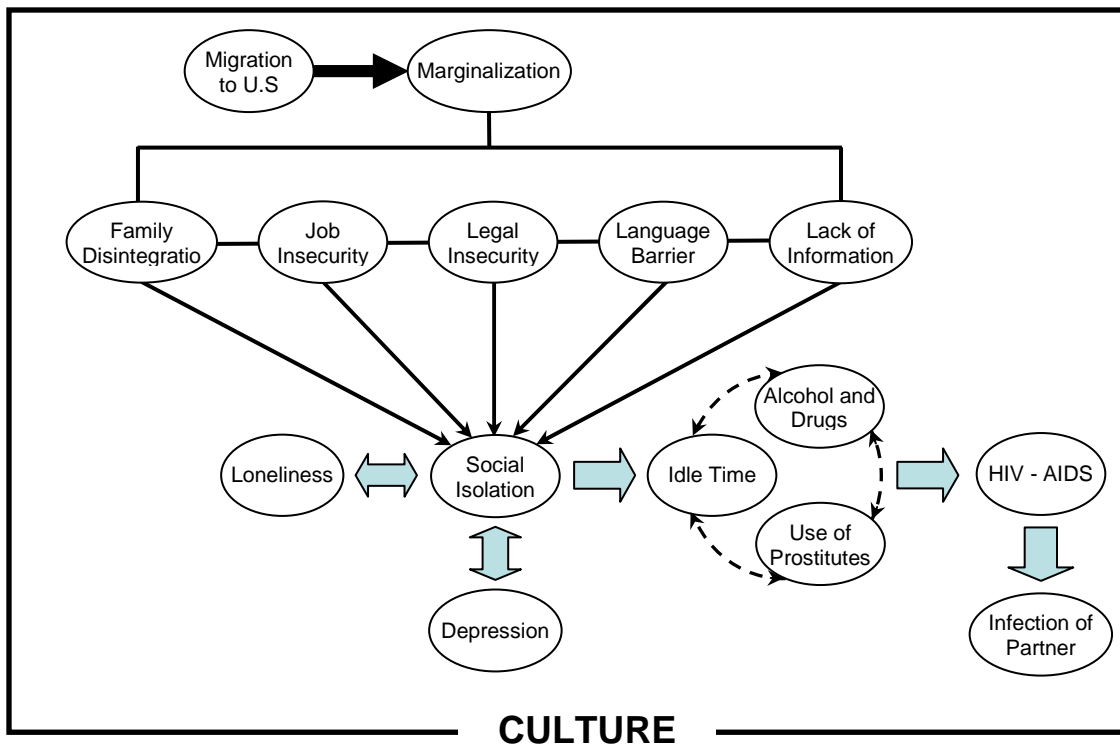 Migration
to U.S
Marginalization
Family
Disintegratio
Job
Insecurity
Legal
Insecurity
Language
Barrier
Lack of
Information
Alcohol and
Drugs
Loneliness
Social
Isolation
Idle Time
HIV - AIDS
Use of
Prostitutes
Depression
Infection of
Partner
CULTURE